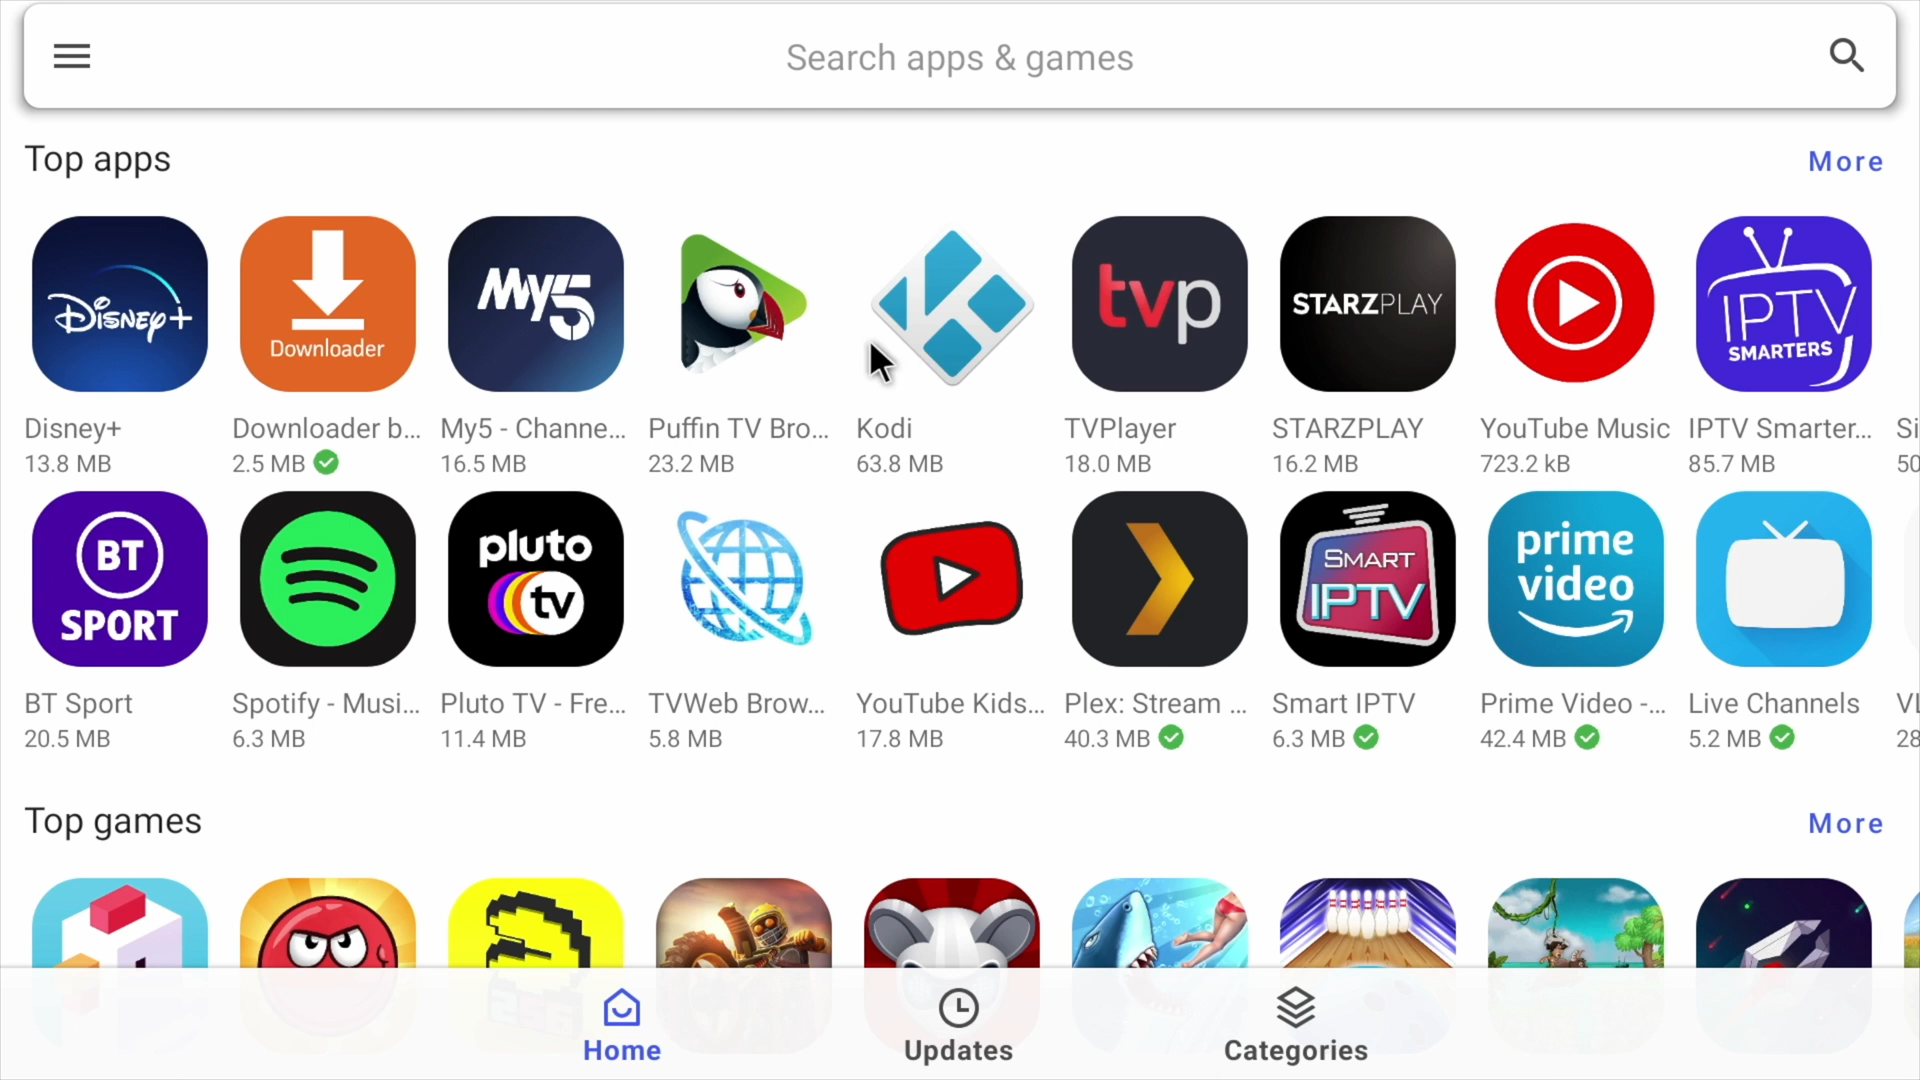 Search apps & games
Top apps
More
Disney+
Downloader
My5
tvp
STARZPLAY
IPTV
SMARTERS
Disney+
Downloader b...
My5 - Channe...
Puffin TV Bro...
Kodi
TVPlayer
STARZPLAY
YouTube Music
IPTV Smarter...
Si
13.8 MB
2.5 MB
16.5 MB
23.2 MB
63.8 MB
18.0 MB
16.2 MB
723.2 kB
85.7 MB
50
BT
SPORT
pluto
tv
SMART
IPTV
prime
video
BT Sport
Spotify - Musi...
Pluto TV - Fre...
TVWeb Brow...
YouTube Kids...
Plex: Stream ...
Smart IPTV
Prime Video -...
Live Channels
VL
20.5 MB
6.3 MB
11.4 MB
5.8 MB
17.8 MB
40.3 MB
6.3 MB
42.4 MB
5.2 MB
28
Top games
More
Home
Updates
Categories